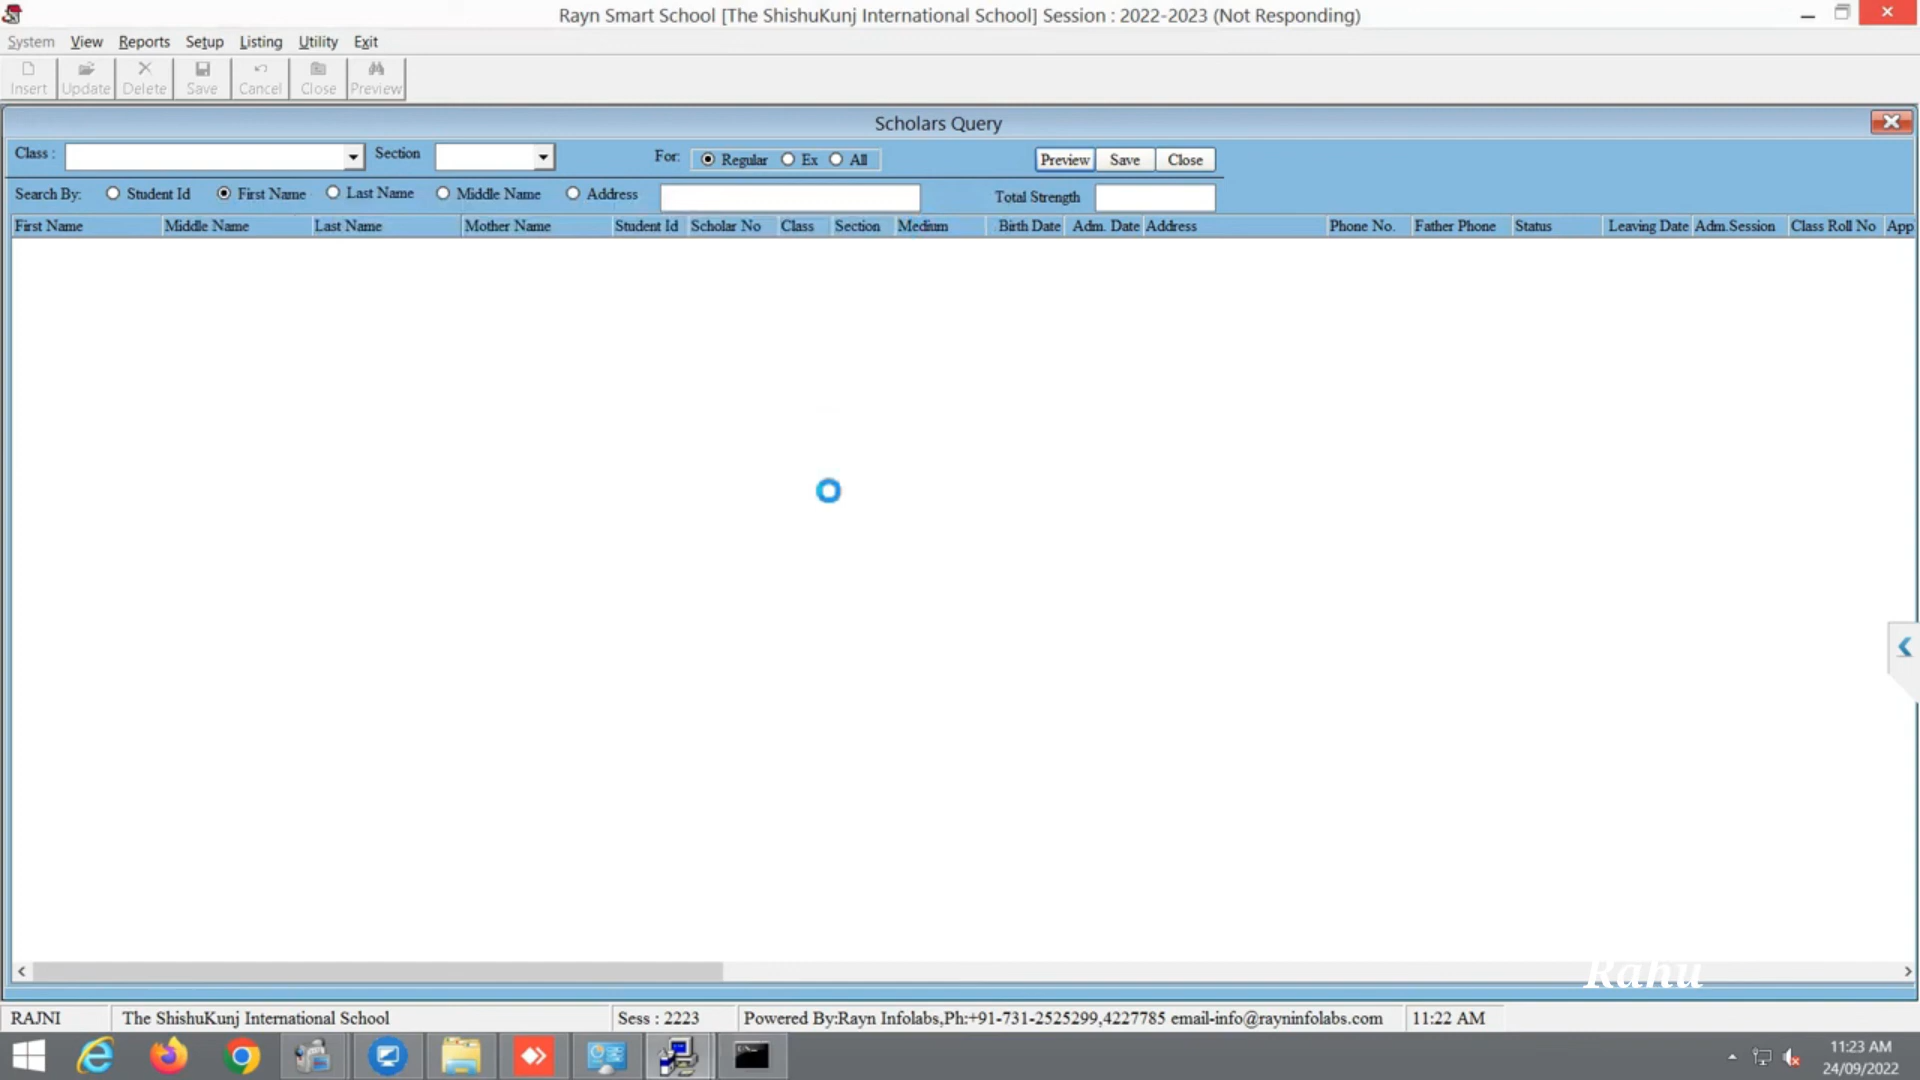 Rayn Smart School [The ShishuKunj International School] Session : 2022-2023 (Not Responding)
System View Reports Setup Listing Utility Exit
Insert Update Delete Save Cancel Close Preview
Scholars Query
Class : Section For: Regular Ex All Preview Save Close
Search By: Student Id First Name Last Name Middle Name Address Total Strength
First Name Middle Name Last Name Mother Name Student Id Scholar No Class Section Medium Birth Date Adm. Date Address Phone No. Father Phone Status Leaving Date Adm.Session Class Roll No App
Rahu
RAJNI The ShishuKunj International School Sess : 2223 Powered By:Rayn Infolabs,Ph:+91-731-2525299,4227785 email-info@rayninfolabs.com 11:22 AM
11:23 AM
24/09/2022